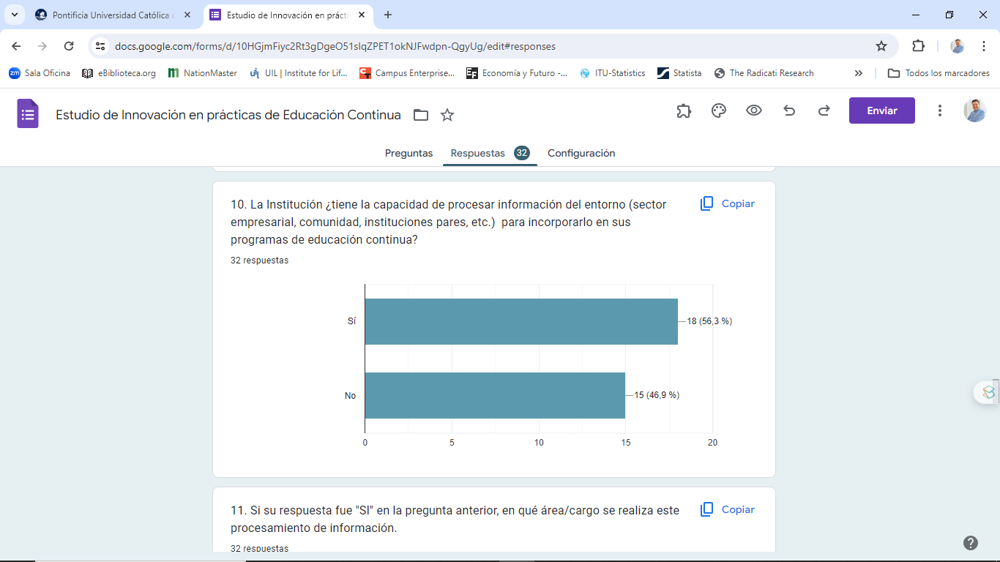 Pontificia Universidad Católica
Estudio de Innovación en práct
docs.google.com/forms/d/10HGjmFiyc2Rt3gDgeO51sIqZPET1okNJFwdpn-QgyUg/edit#responses
zm Sala Oficina
eBiblioteca.org
NationMaster
UIL | Institute for Lif...
Campus Enterprise...
Economía y Futuro -...
ITU-Statistics
Statista
The Radicati Research
»
Todos los marcadores
Estudio de Innovación en prácticas de Educación Continua
Enviar
Preguntas
Respuestas 32
Configuración
10. La Institución ¿tiene la capacidad de procesar información del entorno (sector
empresarial, comunidad, instituciones pares, etc.)  para incorporarlo en sus
programas de educación continua?
Copiar
32 respuestas
Sí
18 (56,3 %)
No
15 (46,9 %)
0 5 10 15 20
11. Si su respuesta fue "SI" en la pregunta anterior, en qué área/cargo se realiza este
procesamiento de información.
Copiar
32 respuestas